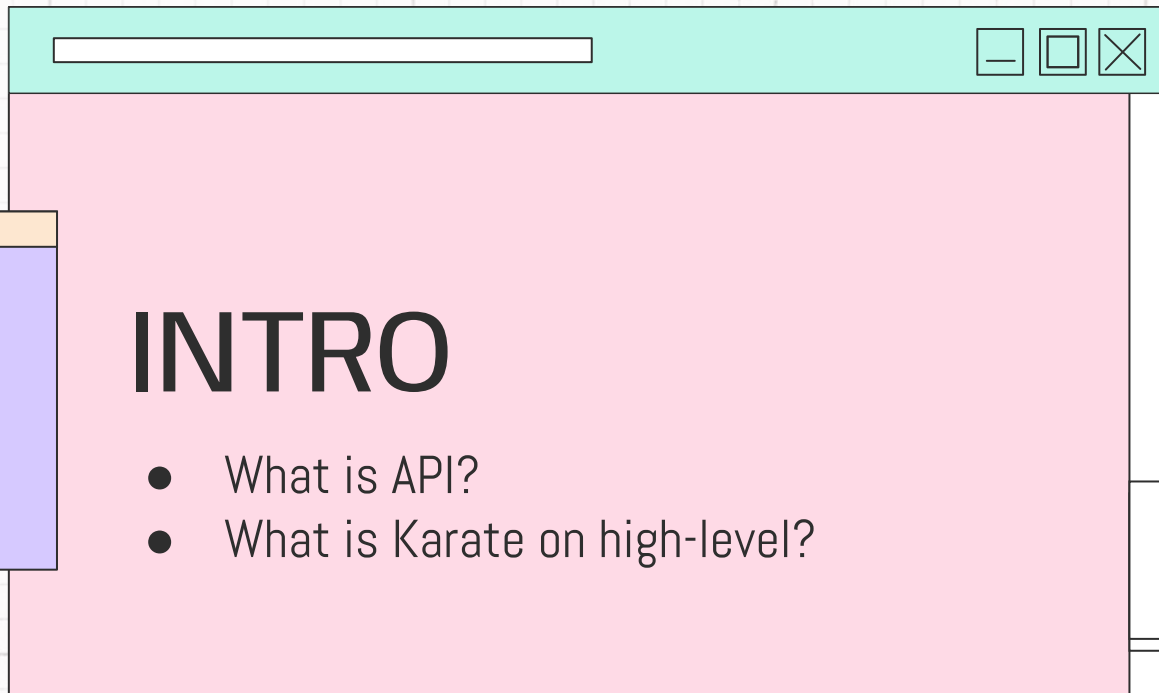 INTRO
● What is API?
● What is Karate on high-level?